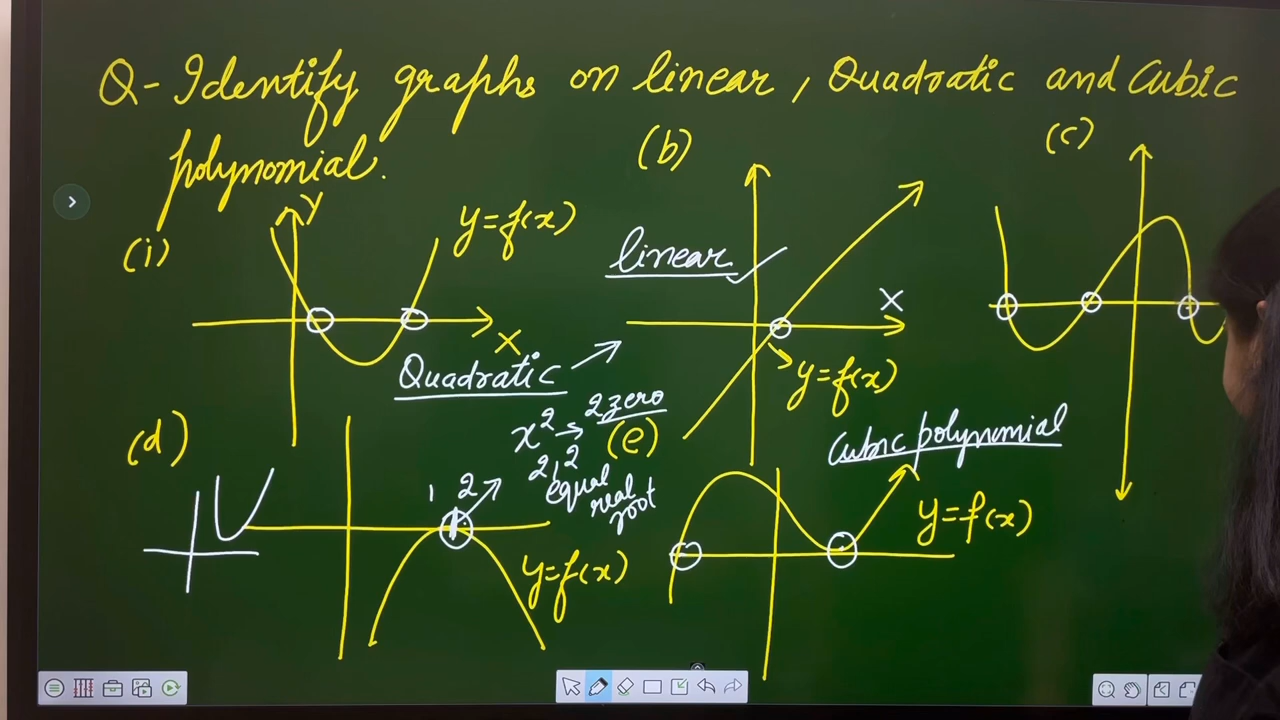 Q- Identify graphs on linear, Quadratic and Cubic
polynomial.
(i)
Y
y=f(x)
X
Quadratic
(b)
linear
X
y=f(x)
(c)
(d)
1 2
x² → 2 zero
2,2
equal
real
root
y=f(x)
(e)
Cubic polynomial
y=f(x)